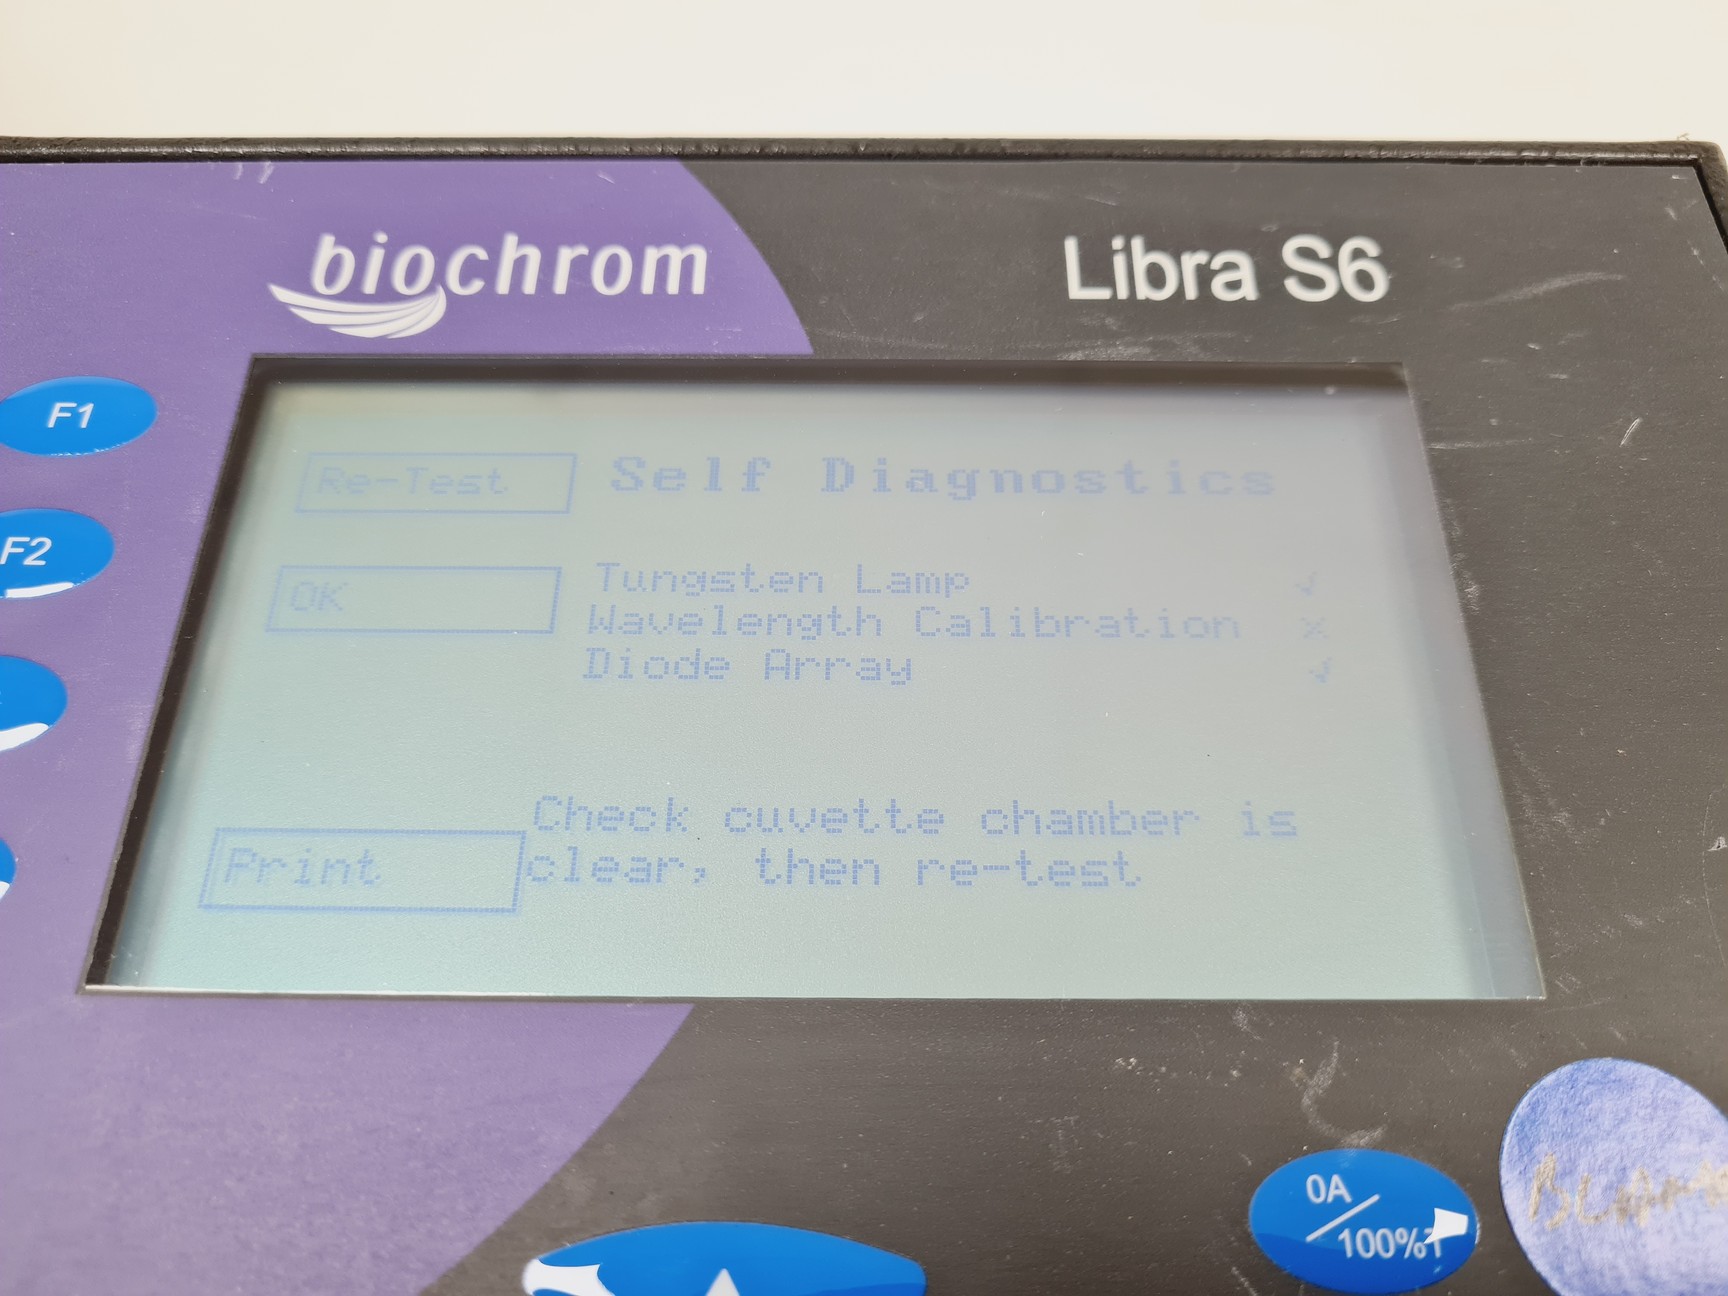 biochrom
Libra S6
F1
F2
Re-Test
Self Diagnostics
OK
Tungsten Lamp √
Wavelength Calibration x
Diode Array √
Check cuvette chamber is
clear, then re-test
Print
0A/100%T